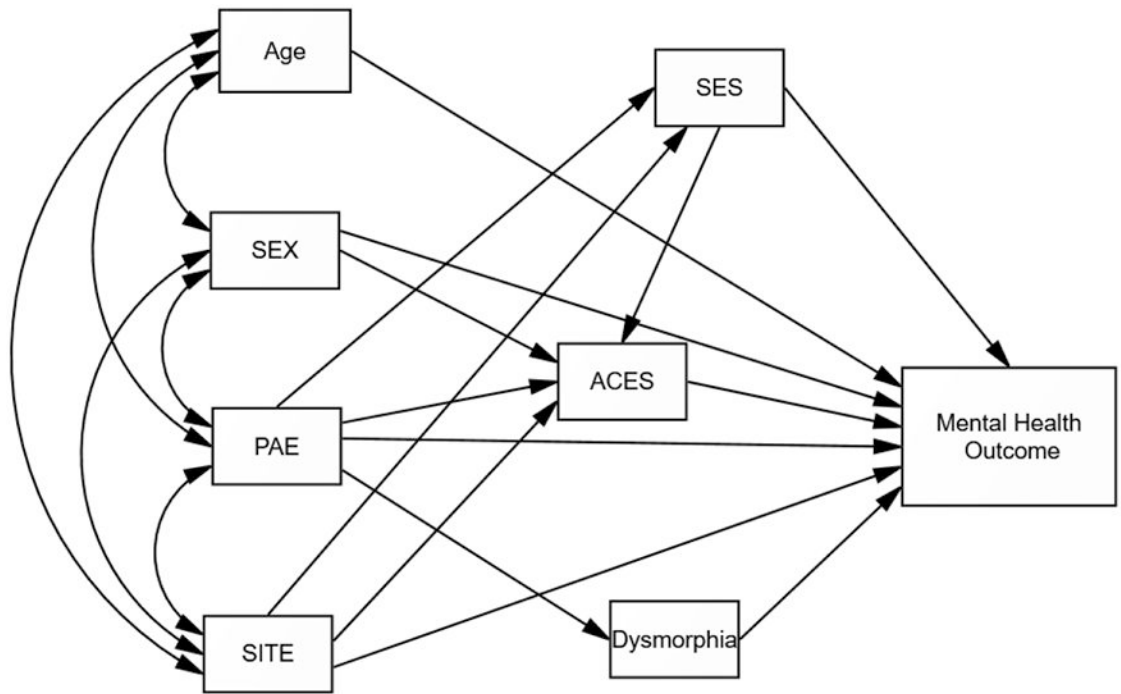 Age
SES
SEX
ACES
Mental Health
Outcome
PAE
Dysmorphia
SITE